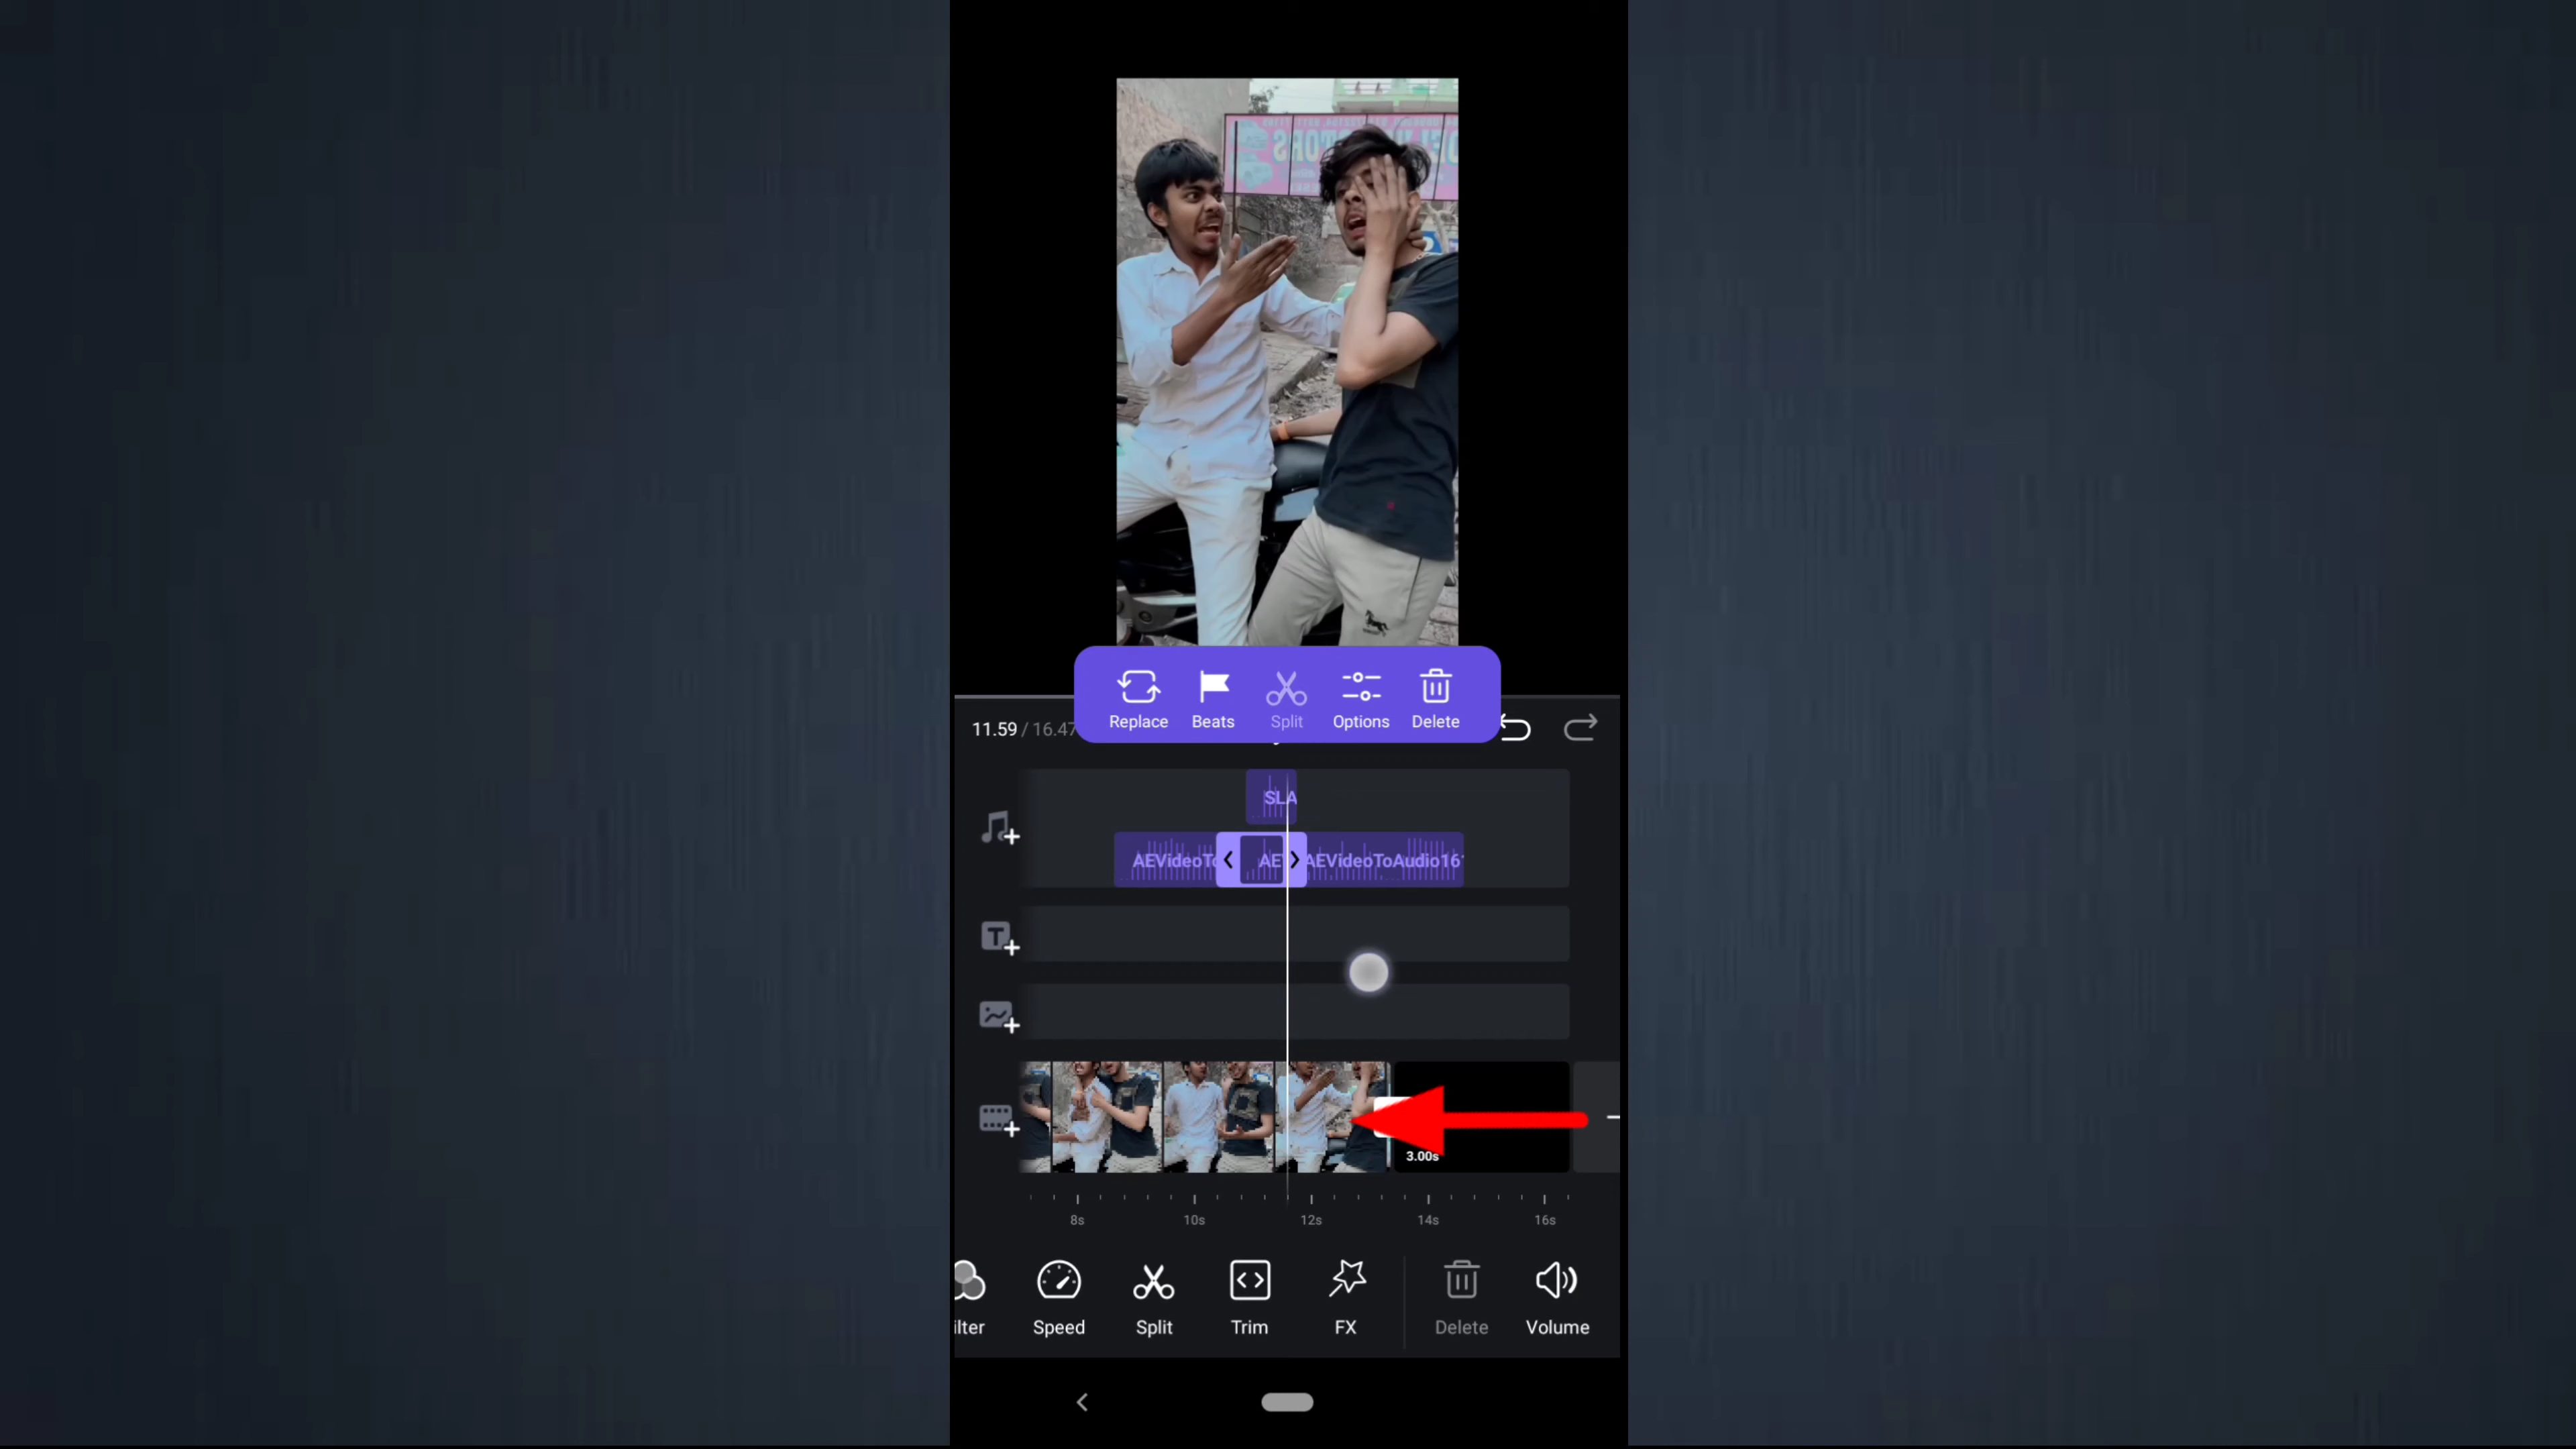 Replace Beats Split Options Delete
11.59 / 16.47
SLA
AEVideoTo AE AEVideoToAudio161
3.00s
8s 10s 12s 14s 16s
ilter Speed Split Trim FX Delete Volume